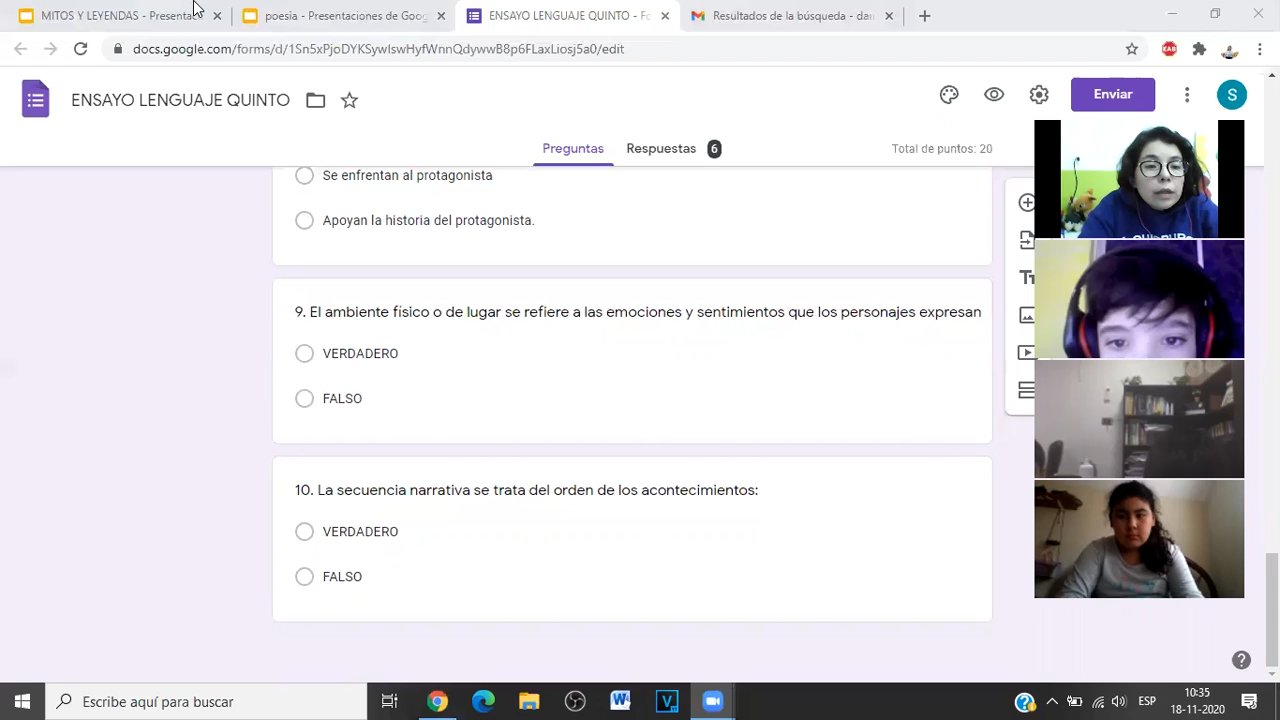 MITOS Y LEYENDAS - Presenta
poesia - Presentaciones de Goog
ENSAYO LENGUAJE QUINTO - Fo
Resultados de la búsqueda - dan
docs.google.com/forms/d/1Sn5xPjoDYKSywIswHyfWnnQdywwB8p6FLaxLiosj5a0/edit
ENSAYO LENGUAJE QUINTO
Enviar
S
Preguntas
Respuestas 6
Total de puntos: 20
Se enfrentan al protagonista
Apoyan la historia del protagonista.
9. El ambiente físico o de lugar se refiere a las emociones y sentimientos que los personajes expresan
VERDADERO
FALSO
10. La secuencia narrativa se trata del orden de los acontecimientos:
VERDADERO
FALSO
Escribe aquí para buscar
ESP
10:35
18-11-2020